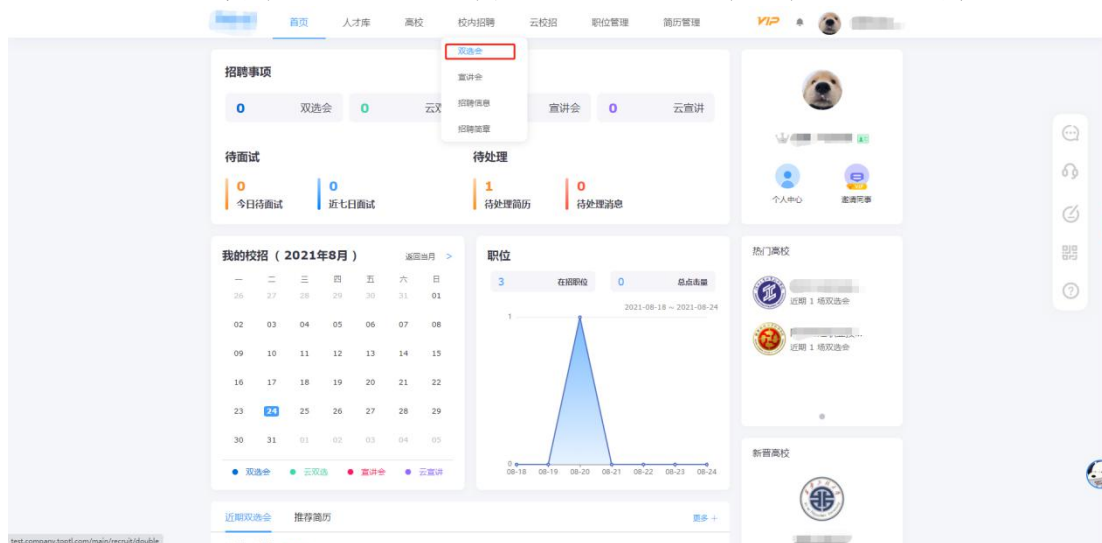 首页 人才库 高校 校内招聘 云校招 职位管理 简历管理 VIP
双选会
宣讲会
招聘信息
招聘简章
招聘事项
0 双选会 0 云双 宣讲会 0 云宣讲
待面试 待处理
0 0 1 0
今日待面试 近七日面试 待处理简历 待处理消息
个人中心 邀请同事
我的校招 ( 2021年8月 ) 返回当月 >
一 二 三 四 五 六 日
26 27 28 29 30 31 01
02 03 04 05 06 07 08
09 10 11 12 13 14 15
16 17 18 19 20 21 22
23 24 25 26 27 28 29
30 31 01 02 03 04 05
双选会 云双选 宣讲会 云宣讲
职位
3 在招职位 0 总点击量
2021-08-18 ~ 2021-08-24
1
0
08-18 08-19 08-20 08-21 08-22 08-23 08-24
热门高校
近期 1 场双选会
近期 1 场双选会
新晋高校
近期双选会 推荐简历 更多 +
test.company.toptl.com/main/recruit/double